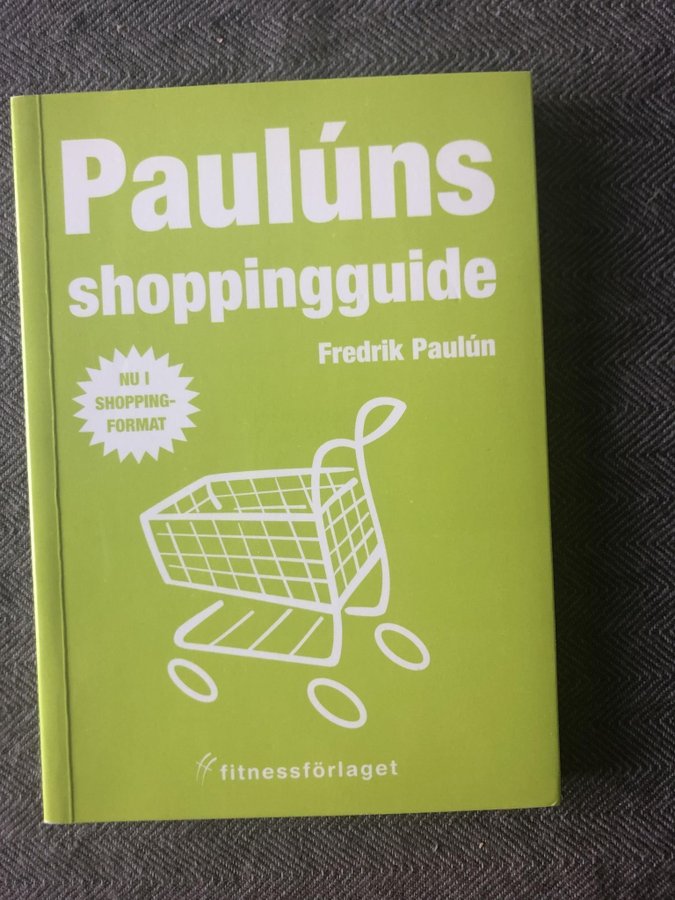 Paulúns
shoppingguide
Fredrik Paulún
NU I
SHOPPING-
FORMAT
fitnessförlaget